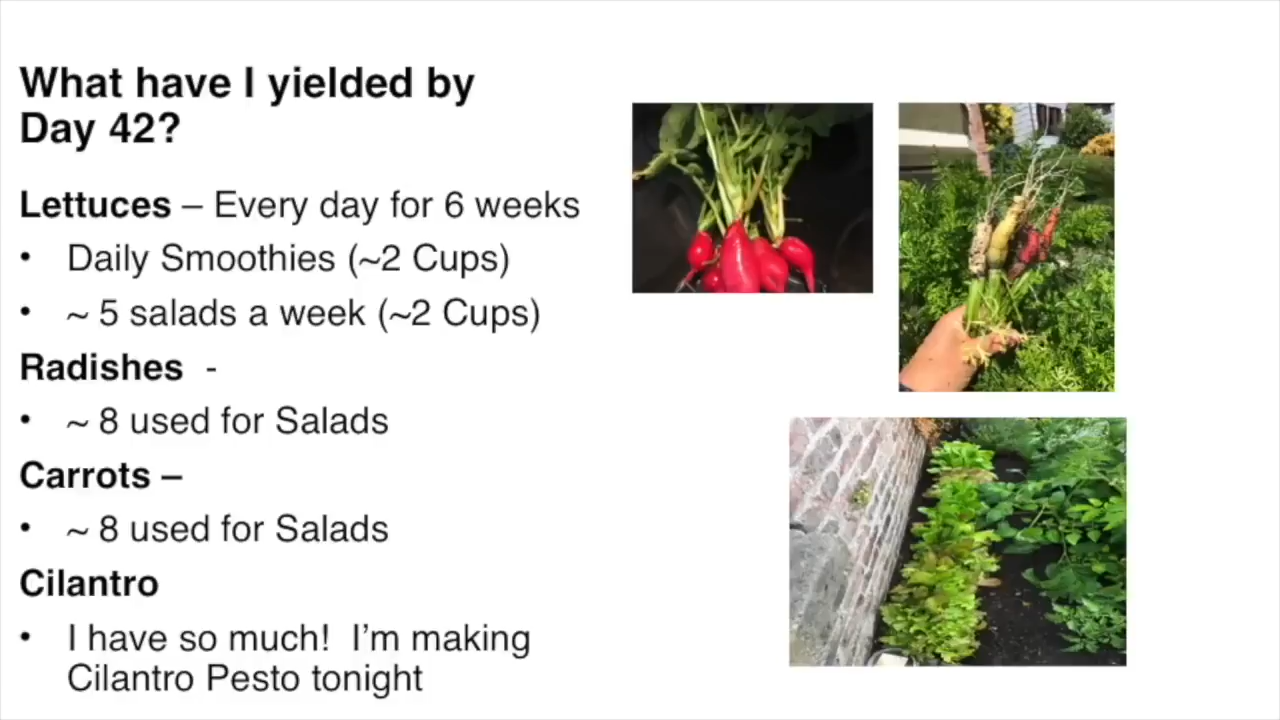 What have I yielded by
Day 42?
Lettuces – Every day for 6 weeks
• Daily Smoothies (~2 Cups)
• ~ 5 salads a week (~2 Cups)
Radishes -
• ~ 8 used for Salads
Carrots –
• ~ 8 used for Salads
Cilantro
• I have so much! I’m making
Cilantro Pesto tonight